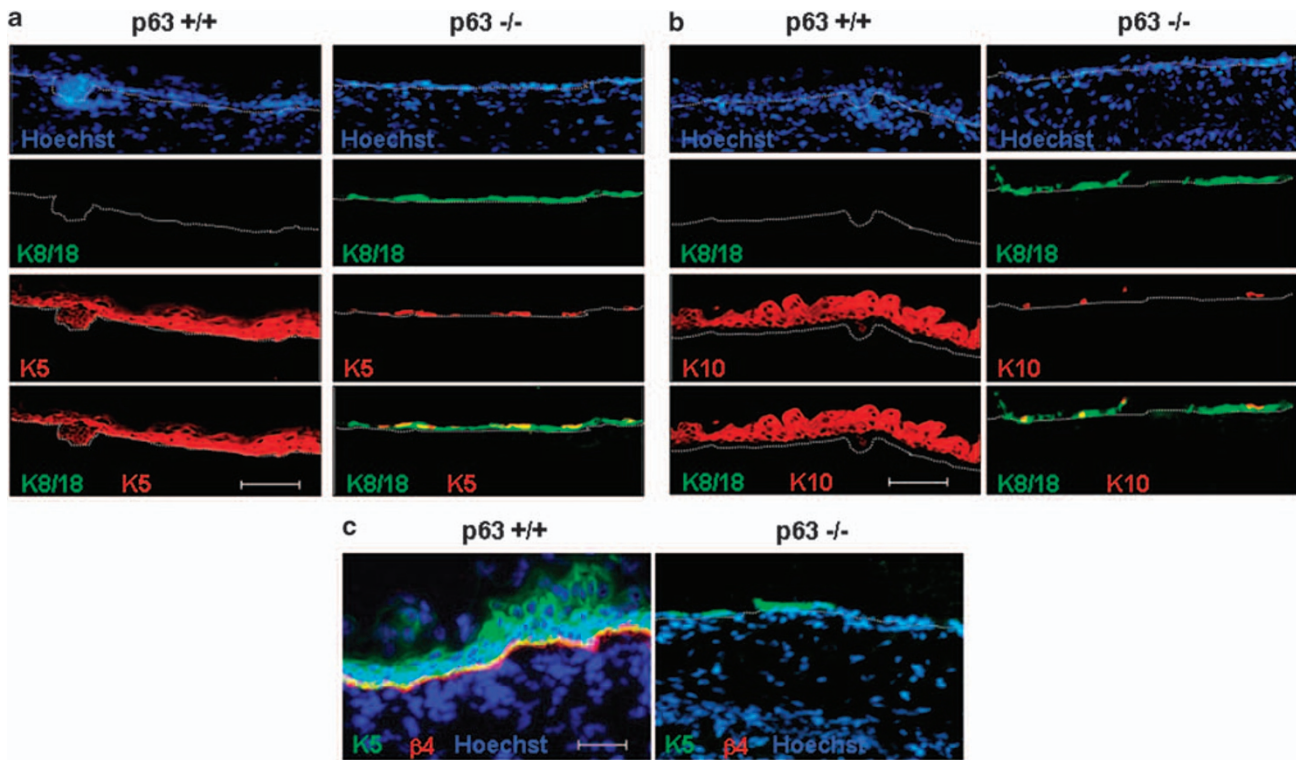 a
p63 +/+
p63 -/-
Hoechst
Hoechst
K8/18
K8/18
K5
K5
K8/18 K5
K8/18 K5
b
p63 +/+
p63 -/-
Hoechst
Hoechst
K8/18
K8/18
K10
K10
K8/18 K10
K8/18 K10
c
p63 +/+
p63 -/-
K5 β4 Hoechst
K5 β4 Hoechst